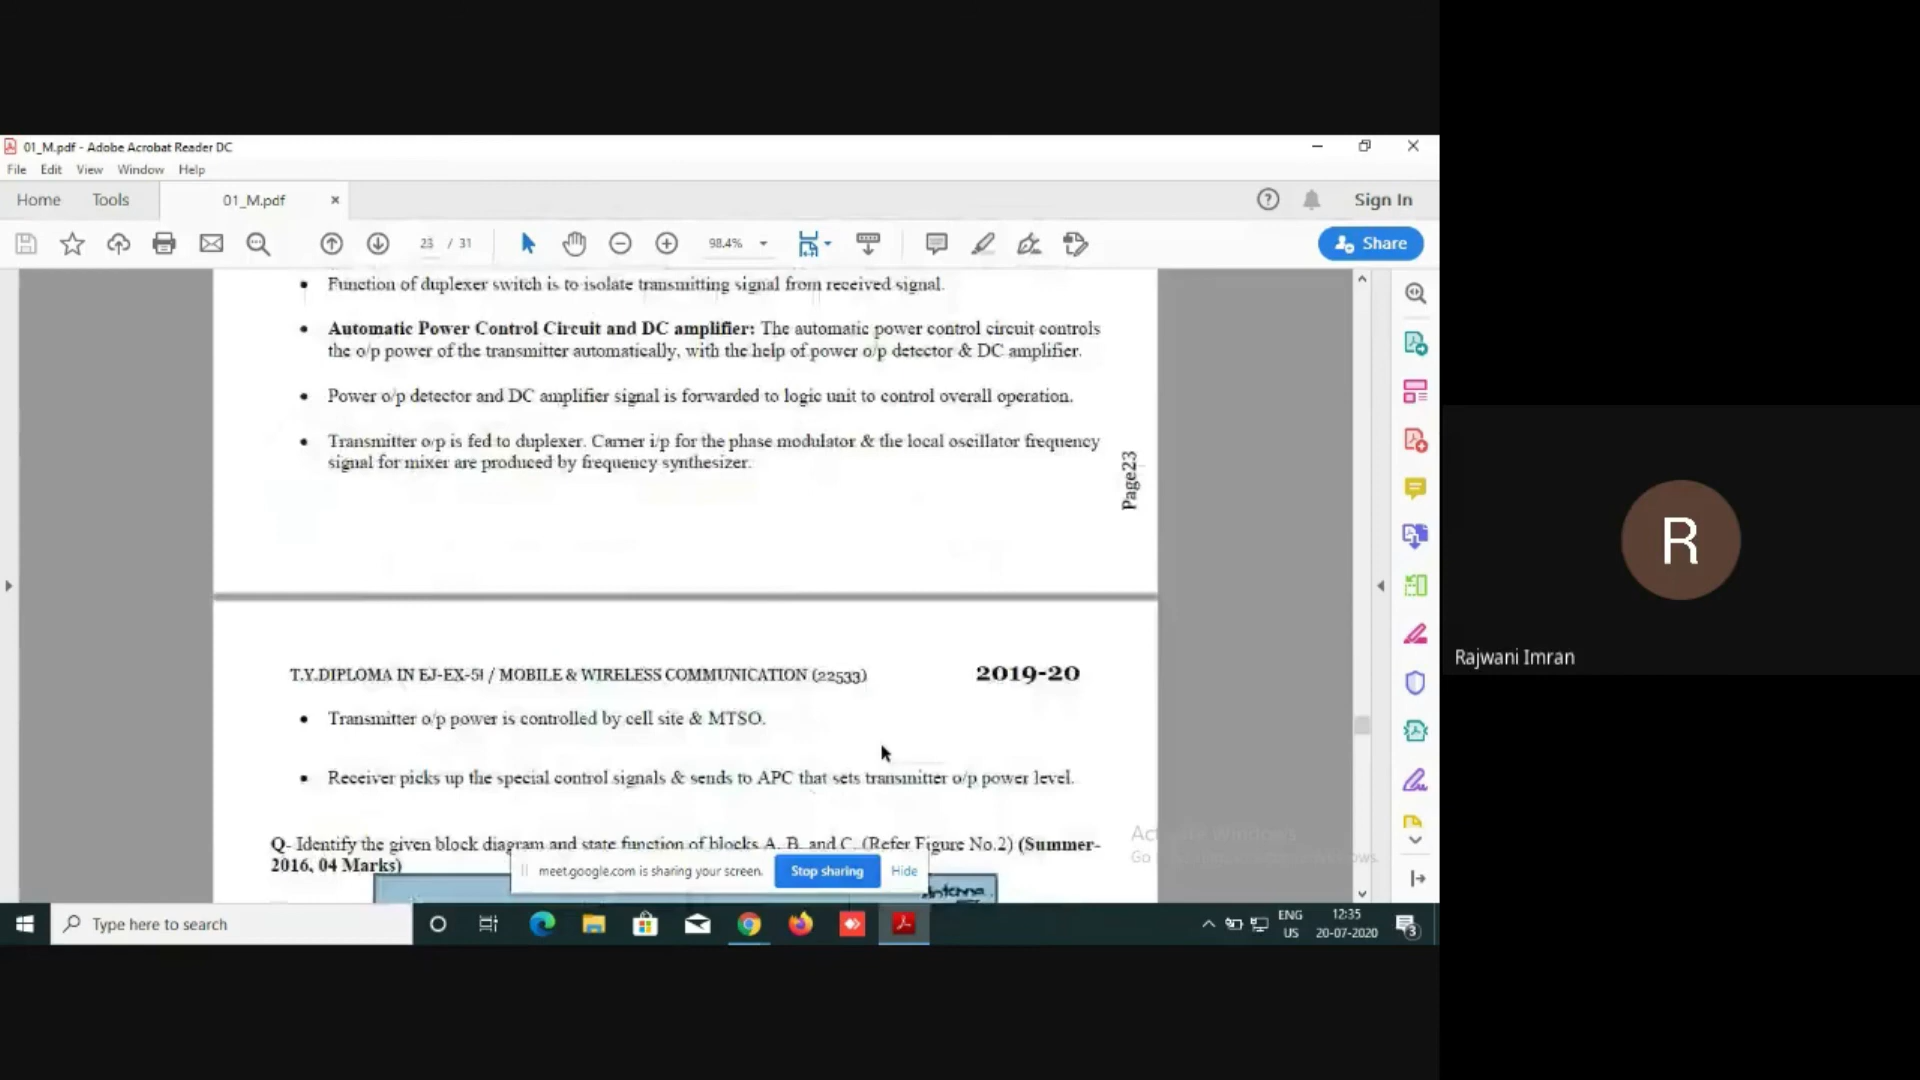 01_M.pdf - Adobe Acrobat Reader DC
File Edit View Window Help
Home Tools 01_M.pdf × Sign In
23 / 31 98.4% Share
• Function of duplexer switch is to isolate transmitting signal from received signal.
• Automatic Power Control Circuit and DC amplifier: The automatic power control circuit controls
the o/p power of the transmitter automatically, with the help of power o/p detector & DC amplifier.
• Power o/p detector and DC amplifier signal is forwarded to logic unit to control overall operation.
• Transmitter o/p is fed to duplexer. Carrier i/p for the phase modulator & the local oscillator frequency
signal for mixer are produced by frequency synthesizer.
Page23
T.Y.DIPLOMA IN EJ-EX-5I / MOBILE & WIRELESS COMMUNICATION (22533) 2019-20
• Transmitter o/p power is controlled by cell site & MTSO.
• Receiver picks up the special control signals & sends to APC that sets transmitter o/p power level.
Q- Identify the given block diagram and state function of blocks A, B, and C. (Refer Figure No.2) (Summer-
2016, 04 Marks)
meet.google.com is sharing your screen. Stop sharing Hide
Antenna
Type here to search
ENG
US
12:35
20-07-2020
3
R
Rajwani Imran